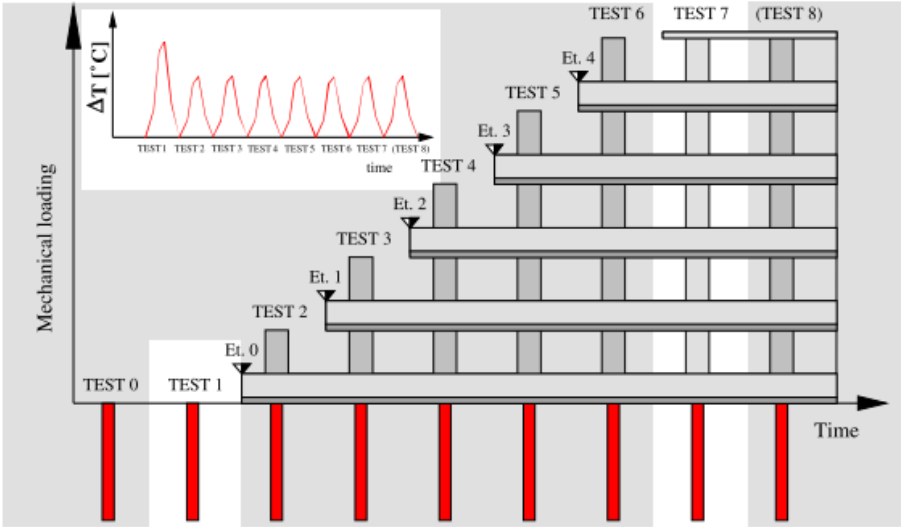 TEST 6
TEST 7
(TEST 8)
ΔT [°C]
TEST 1
TEST 2
TEST 3
TEST 4
TEST 5
TEST 6
TEST 7
(TEST 8)
time
Et. 4
TEST 5
Et. 3
TEST 4
Et. 2
TEST 3
Et. 1
TEST 2
Et. 0
TEST 0
TEST 1
Mechanical loading
Time